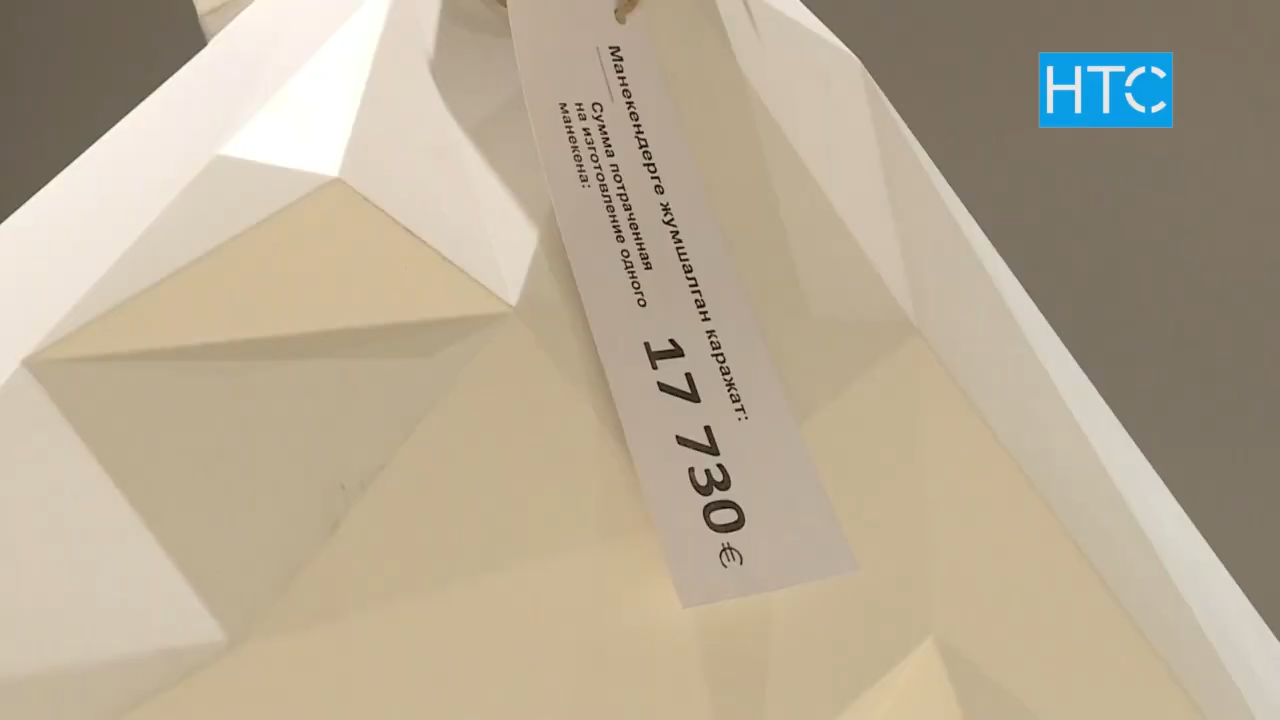 Манекендерге жумшалган каражат:
Сумма потраченная
на изготовление одного
манекена:
17 730 €
НТС